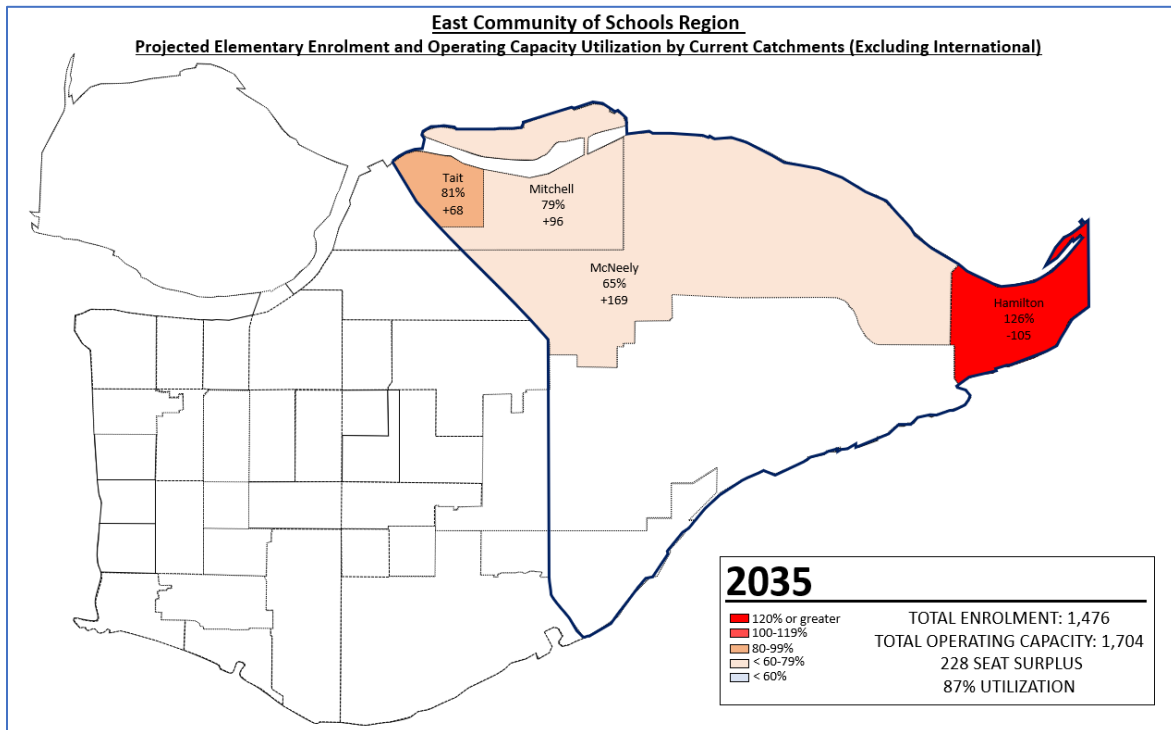 East Community of Schools Region
Projected Elementary Enrolment and Operating Capacity Utilization by Current Catchments (Excluding International)
Tait
81%
+68
Mitchell
79%
+96
McNeely
65%
+169
Hamilton
126%
-105
2035
120% or greater
100-119%
80-99%
< 60-79%
< 60%
TOTAL ENROLMENT: 1,476
TOTAL OPERATING CAPACITY: 1,704
228 SEAT SURPLUS
87% UTILIZATION